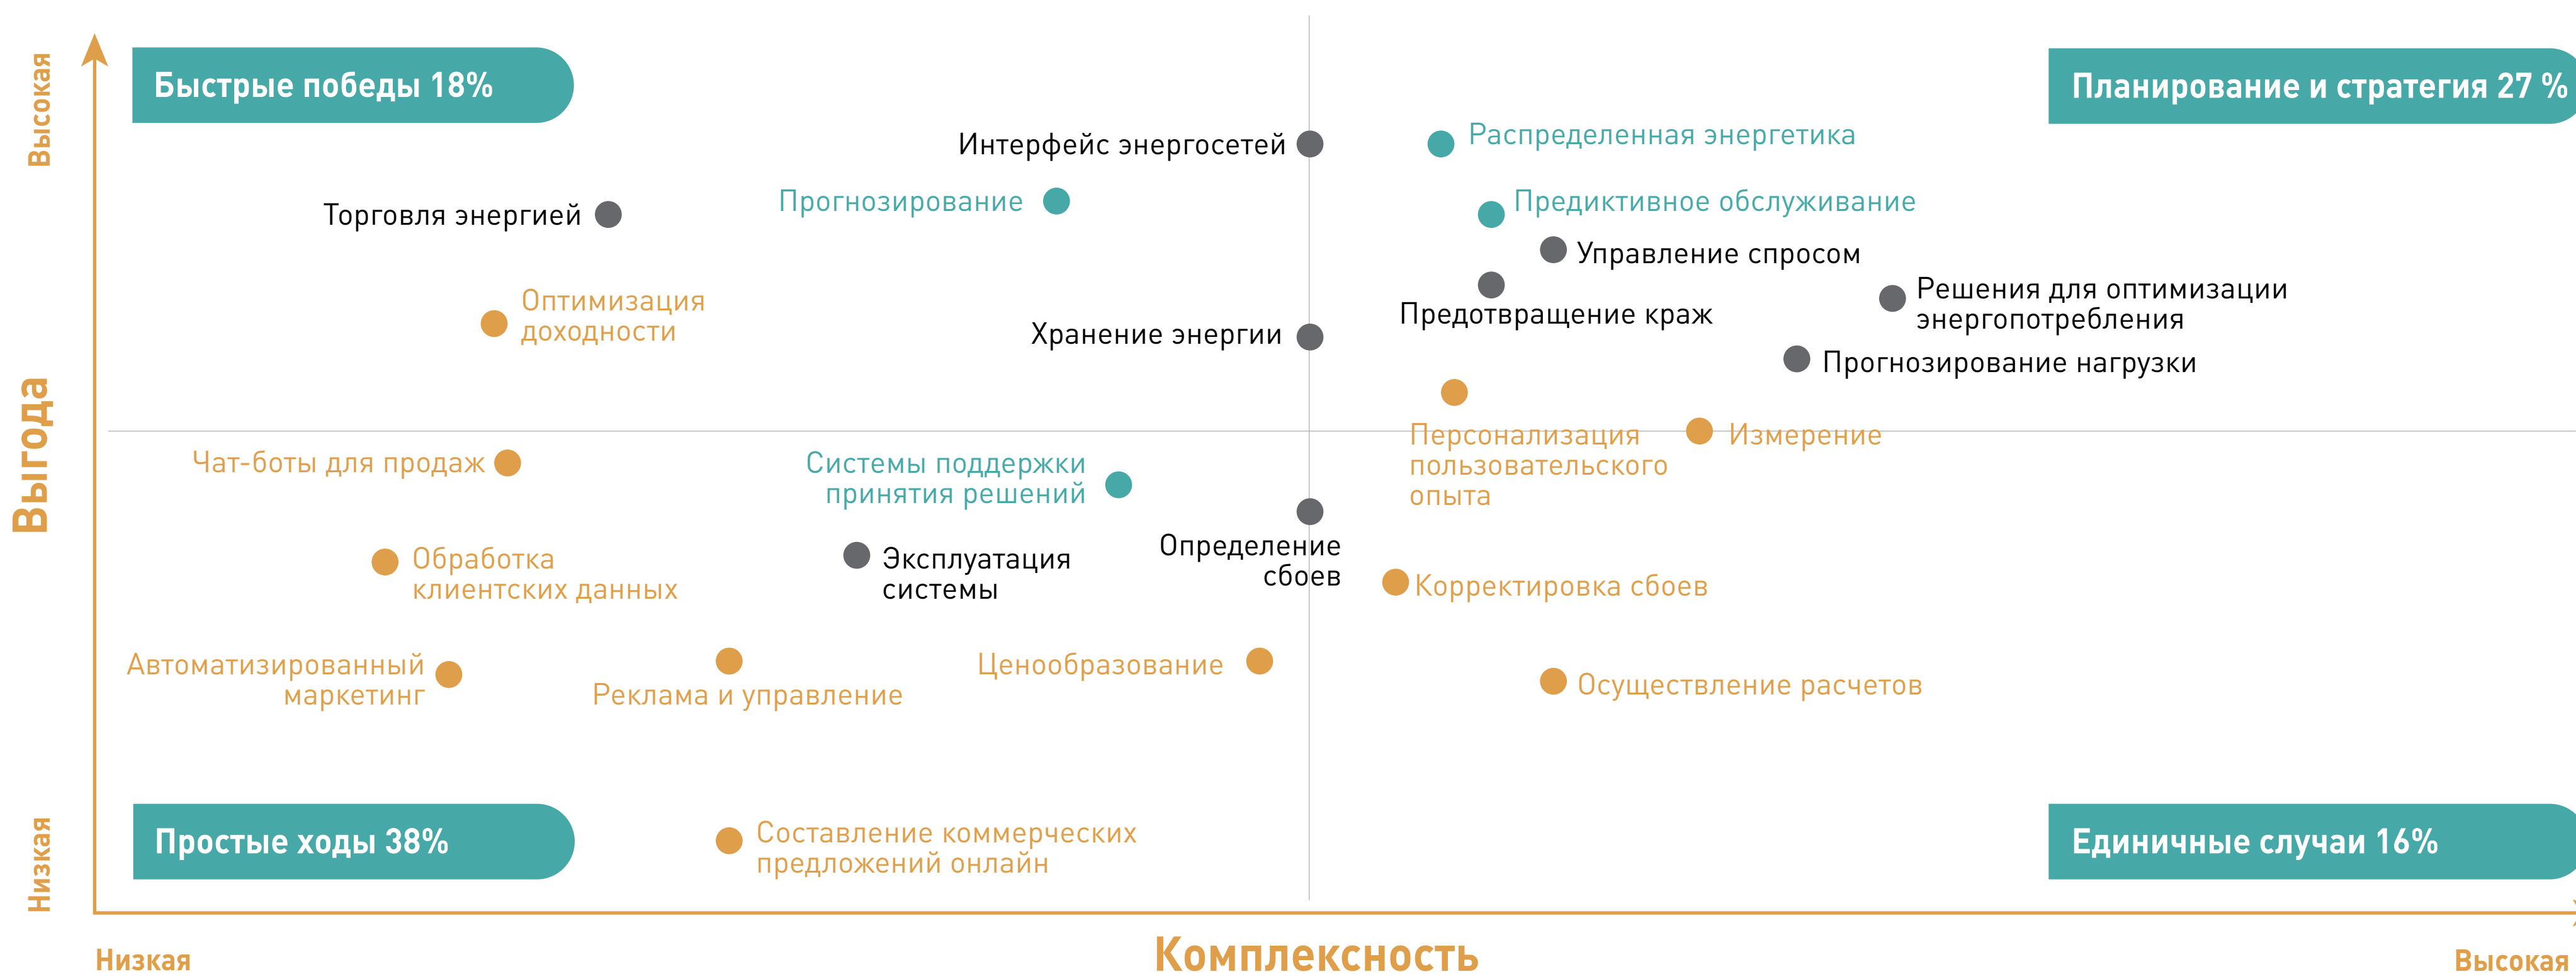 Высокая
Быстрые победы 18%
Планирование и стратегия 27 %
Интерфейс энергосетей
Распределенная энергетика
Прогнозирование
Предиктивное обслуживание
Торговля энергией
Управление спросом
Оптимизация
доходности
Решения для оптимизации
энергопотребления
Предотвращение краж
Хранение энергии
Прогнозирование нагрузки
Выгода
Чат-боты для продаж
Системы поддержки
принятия решений
Персонализация
пользовательского
опыта
Измерение
Обработка
клиентских данных
Эксплуатация
системы
Определение
сбоев
Корректировка сбоев
Автоматизированный
маркетинг
Реклама и управление
Ценообразование
Осуществление расчетов
Низкая
Простые ходы 38%
Составление коммерческих
предложений онлайн
Единичные случаи 16%
Низкая
Комплексность
Высокая